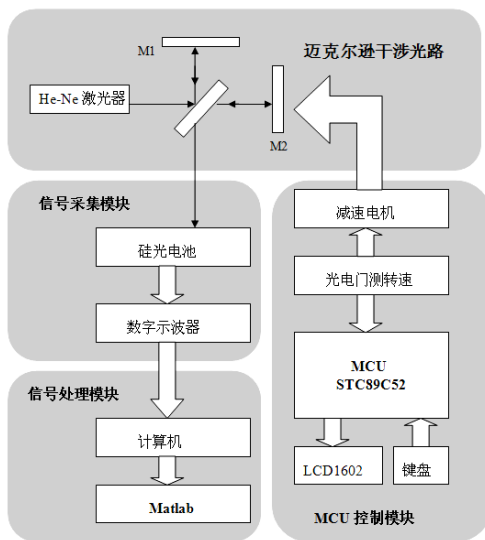 M1
迈克尔逊干涉光路
He-Ne 激光器
M2
信号采集模块
硅光电池
数字示波器
信号处理模块
计算机
Matlab
减速电机
光电门测转速
MCU
STC89C52
LCD1602
键盘
MCU 控制模块